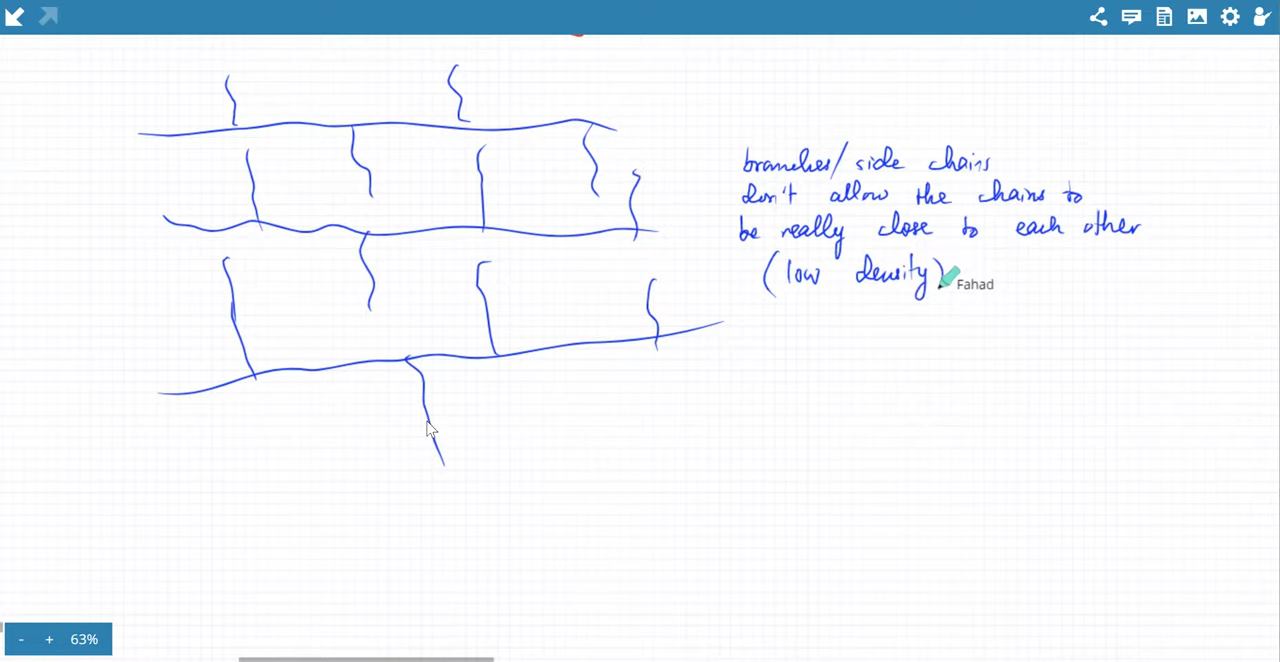 branches/ side chains
don't allow the chains to
be really close to each other
(low density)
Fahad
- + 63%